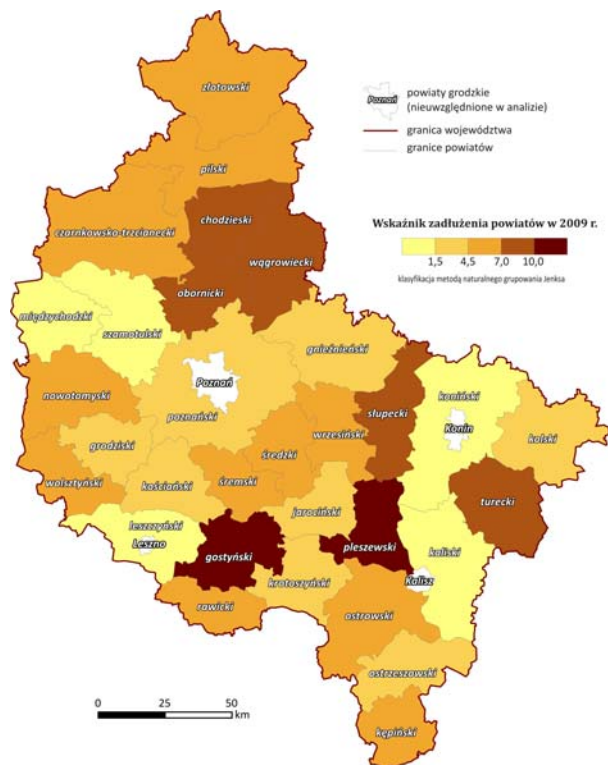 złotowski
Poznań
powiaty grodzkie
(nieuwzględnione w analizie)
granica województwa
granice powiatów
pilski
Wskaźnik zadłużenia powiatów w 2009 r.
1,5 4,5 7,0 10,0
klasyfikacja metodą naturalnego grupowania Jenksa
chodzieski
czarnkowsko-trzcianecki
wągrowiecki
obornicki
międzychodzki
szamotulski
gnieźnieński
Poznań
nowotomyski
poznański
słupecki
koniński
Konin
kolski
grodziski
wrzesiński
średzki
wolsztyński
kościański
śremski
turecki
jarociński
leszczyński
Leszno
gostyński
pleszewski
kaliski
Kalisz
krotoszyński
rawicki
ostrowski
ostrzeszowski
0 25 50
km
kępiński